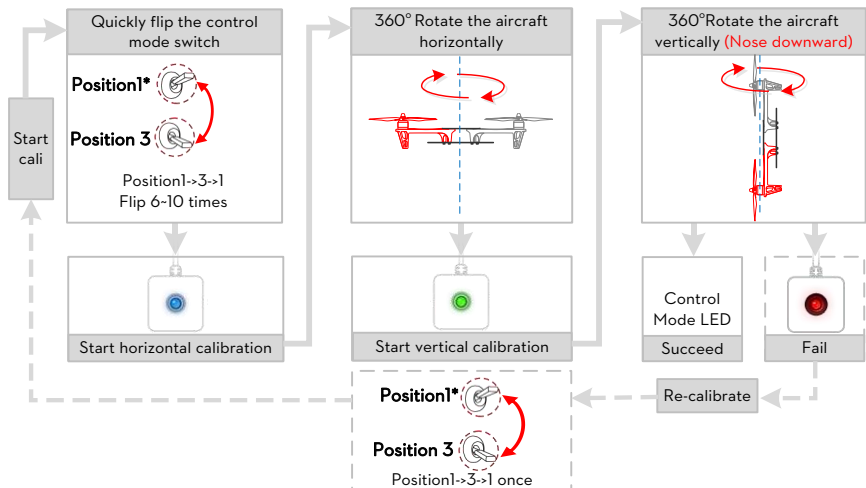 Start
cali
Quickly flip the control
mode switch
Position1*
Position 3
Position1->3->1
Flip 6~10 times
Start horizontal calibration
360° Rotate the aircraft
horizontally
Start vertical calibration
360°Rotate the aircraft
vertically (Nose downward)
Control
Mode LED
Succeed
Fail
Re-calibrate
Position1*
Position 3
Position1->3->1 once